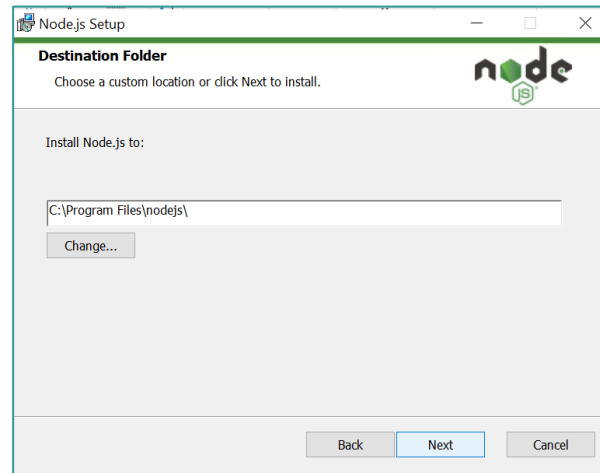 Node.js Setup
Destination Folder
Choose a custom location or click Next to install.
node
JS
Install Node.js to:
C:\Program Files\nodejs\
Change...
Back Next Cancel